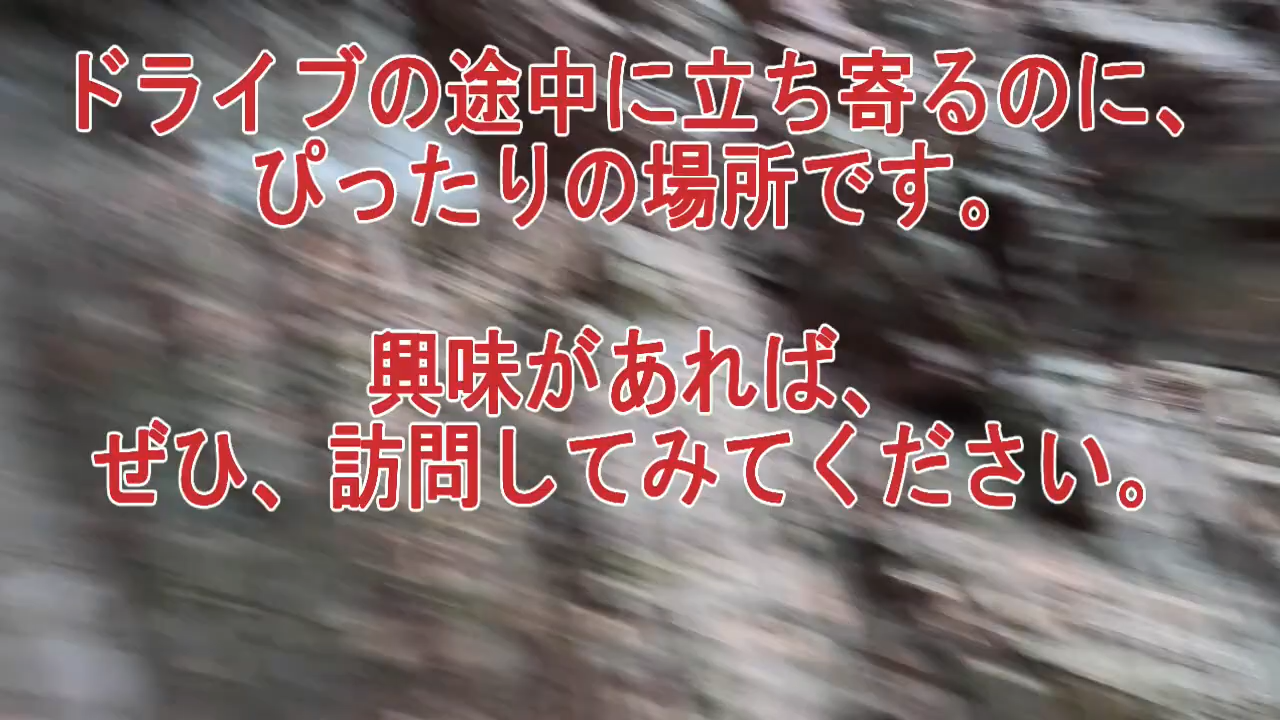 ドライブの途中に立ち寄るのに、
ぴったりの場所です。
興味があれば、
ぜひ、訪問してみてください。